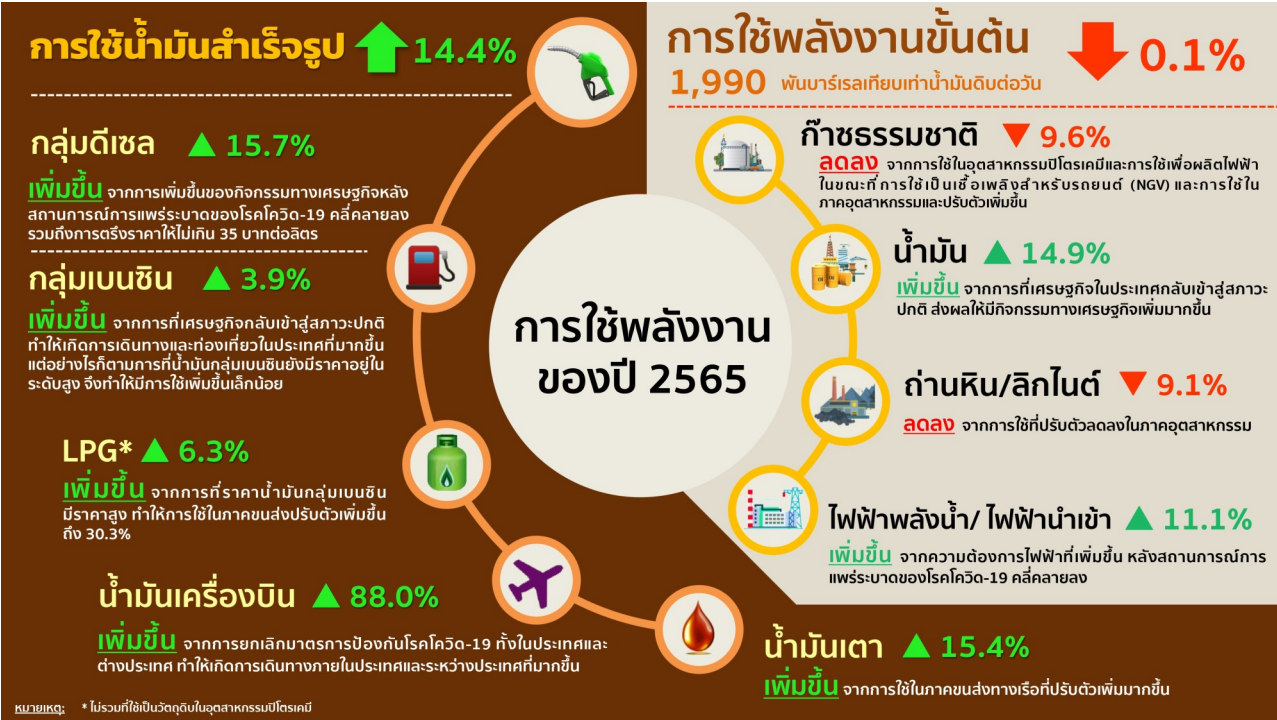 การใช้น้ำมันสำเร็จรูป 14.4%
กลุ่มดีเซล ▲ 15.7%
เพิ่มขึ้น จากการเพิ่มขึ้นของกิจกรรมทางเศรษฐกิจหลัง
สถานการณ์การแพร่ระบาดของโรคโควิด-19 คลี่คลายลง
รวมถึงการตรึงราคาให้ไม่เกิน 35 บาทต่อลิตร
กลุ่มเบนซิน ▲ 3.9%
เพิ่มขึ้น จากการที่เศรษฐกิจกลับเข้าสู่สภาวะปกติ
ทำให้เกิดการเดินทางและท่องเที่ยวในประเทศที่มากขึ้น
แต่อย่างไรก็ตามการที่น้ำมันกลุ่มเบนซินยังมีราคาอยู่ใน
ระดับสูง จึงทำให้มีการใช้เพิ่มขึ้นเล็กน้อย
LPG* ▲ 6.3%
เพิ่มขึ้น จากการที่ราคาน้ำมันกลุ่มเบนซิน
มีราคาสูง ทำให้การใช้ในภาคขนส่งปรับตัวเพิ่มขึ้น
ถึง 30.3%
น้ำมันเครื่องบิน ▲ 88.0%
เพิ่มขึ้น จากการยกเลิกมาตรการป้องกันโรคโควิด-19 ทั้งในประเทศและ
ต่างประเทศ ทำให้เกิดการเดินทางภายในประเทศและระหว่างประเทศที่มากขึ้น
น้ำมันเตา ▲ 15.4%
เพิ่มขึ้น จากการใช้ในภาคขนส่งทางเรือที่ปรับตัวเพิ่มมากขึ้น
การใช้พลังงาน
ของปี 2565
การใช้พลังงานขั้นต้น 0.1%
1,990 พันบาร์เรลเทียบเท่าน้ำมันดิบต่อวัน
ก๊าซธรรมชาติ ▼ 9.6%
ลดลง จากการใช้ในอุตสาหกรรมปิโตรเคมีและการใช้เพื่อผลิตไฟฟ้า
ในขณะที่การใช้เป็นเชื้อเพลิงสำหรับรถยนต์ (NGV) และการใช้ใน
ภาคอุตสาหกรรมและปรับตัวเพิ่มขึ้น
น้ำมัน ▲ 14.9%
เพิ่มขึ้น จากการที่เศรษฐกิจในประเทศกลับเข้าสู่สภาวะ
ปกติ ส่งผลให้มีกิจกรรมทางเศรษฐกิจเพิ่มมากขึ้น
ถ่านหิน/ลิกไนต์ ▼ 9.1%
ลดลง จากการใช้ที่ปรับตัวลดลงในภาคอุตสาหกรรม
ไฟฟ้าพลังน้ำ/ ไฟฟ้านำเข้า ▲ 11.1%
เพิ่มขึ้น จากความต้องการไฟฟ้าที่เพิ่มขึ้น หลังสถานการณ์การ
แพร่ระบาดของโรคโควิด-19 คลี่คลายลง
หมายเหตุ: * ไม่รวมที่ใช้เป็นวัตถุดิบในอุตสาหกรรมปิโตรเคมี